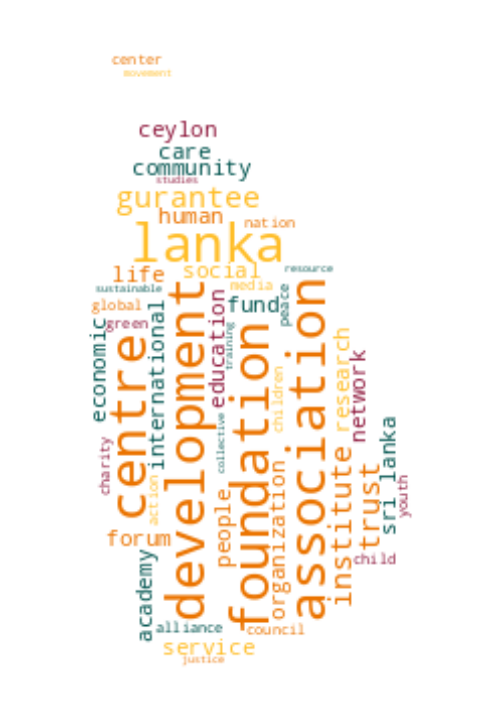 center
movement
ceylon
care
community
studies
gurantee
human
nation
lanka
life
social
resource
sustainable
media
global
fund
peace
green
economic
international
development
education
training
foundation
association
centre
children
research
network
collective
charity
action
people
organization
institute
trust
sri lanka
youth
forum
academy
child
alliance
council
service
justice